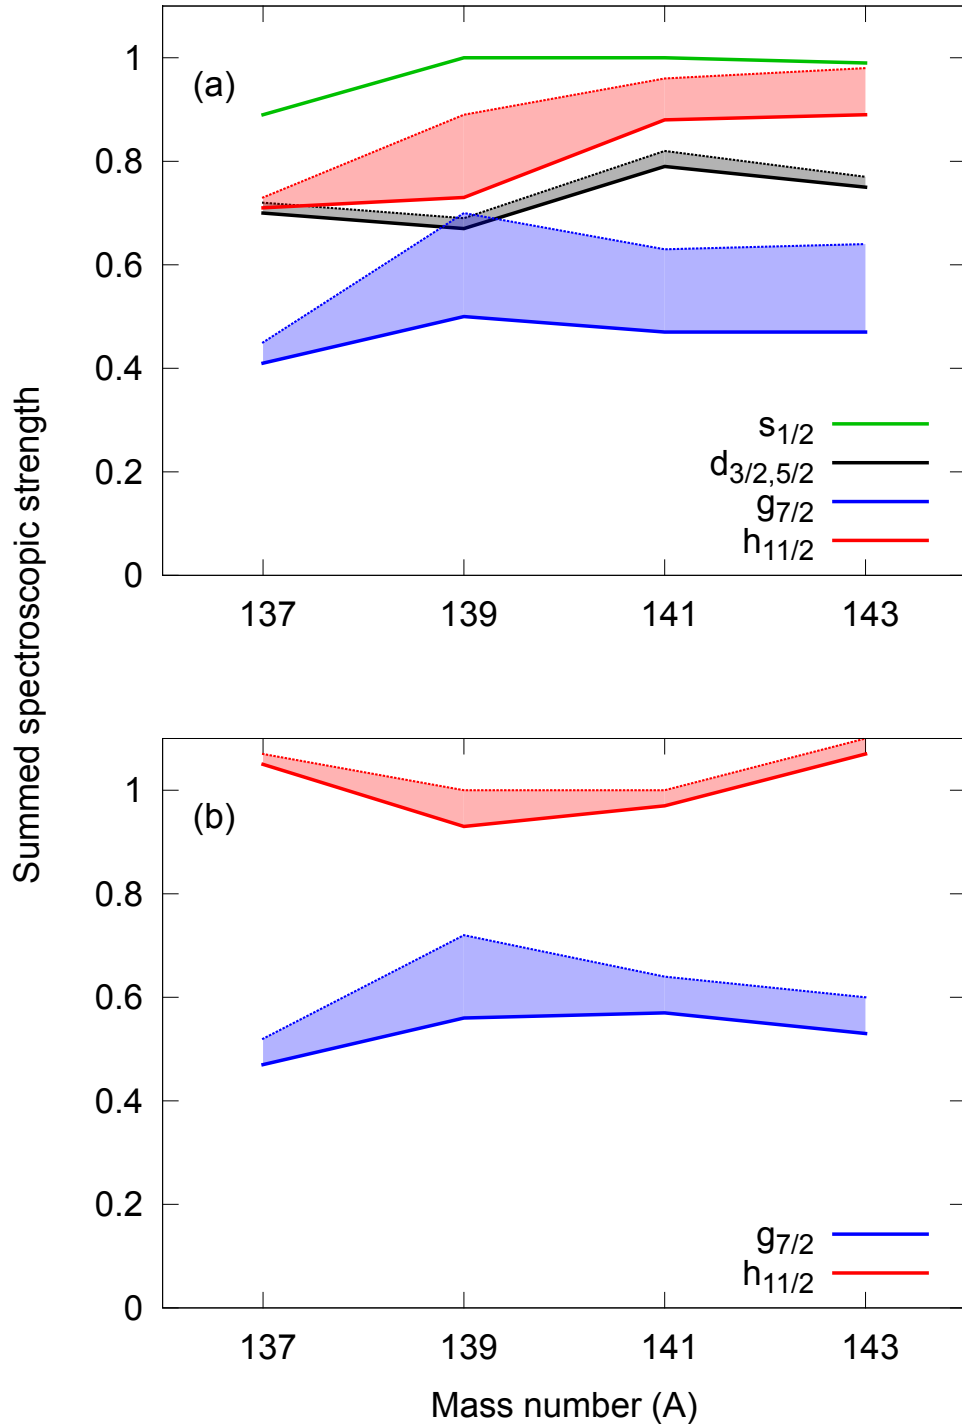 Summed spectroscopic strength
(a)
1
0.8
0.6
0.4
0.2
0
s1/2
d3/2,5/2
g7/2
h11/2
137 139 141 143
(b)
1
0.8
0.6
0.4
0.2
0
g7/2
h11/2
137 139 141 143
Mass number (A)